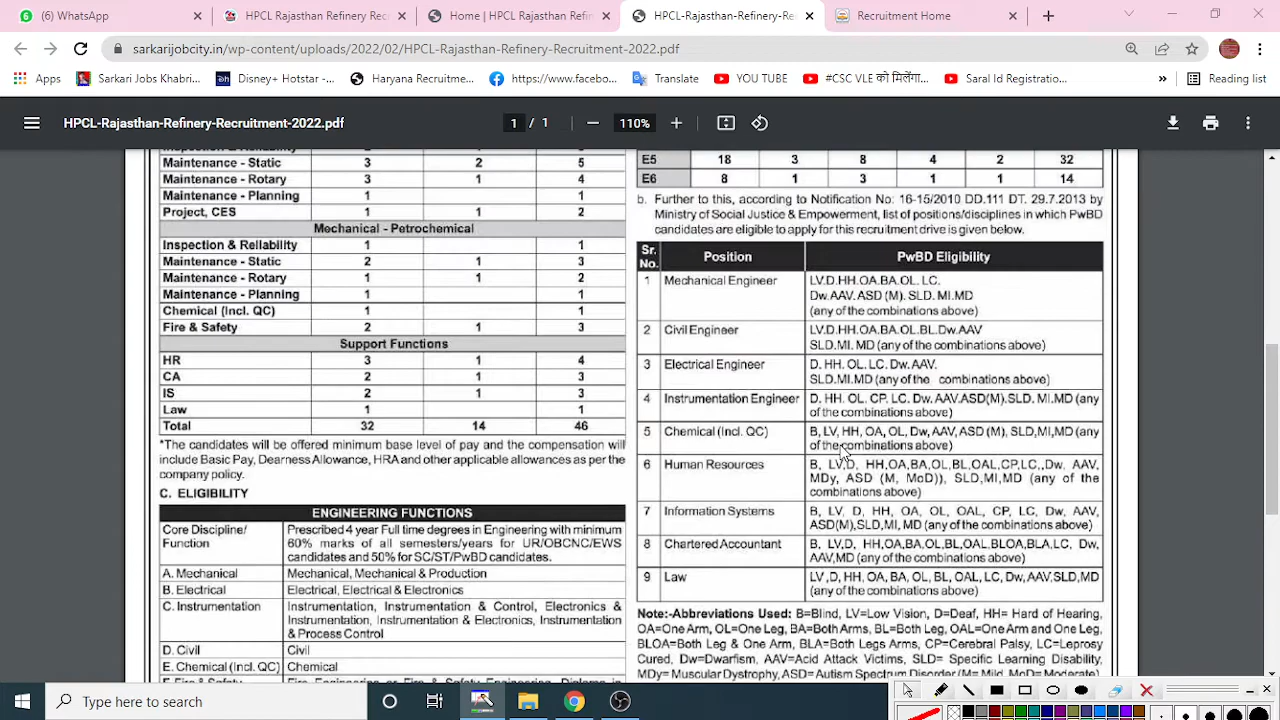 (6) WhatsApp
HPCL Rajasthan Refinery Rec
Home | HPCL Rajasthan Refin
HPCL-Rajasthan-Refinery-Re
Recruitment Home
sarkarijobcity.in/wp-content/uploads/2022/02/HPCL-Rajasthan-Refinery-Recruitment-2022.pdf
Apps
Sarkari Jobs Khabri...
Disney+ Hotstar -...
Haryana Recruitme...
https://www.facebo...
Translate
YOU TUBE
#CSC VLE को मिलेंगा...
Saral Id Registratio...
»
Reading list
HPCL-Rajasthan-Refinery-Recruitment-2022.pdf
1 / 1
110%
Maintenance - Static 3 2 5
Maintenance - Rotary 3 1 4
Maintenance - Planning 1 1
Project, CES 1 1 2
Mechanical - Petrochemical
Inspection & Reliability 1 1
Maintenance - Static 2 1 3
Maintenance - Rotary 1 1 2
Maintenance - Planning 1 1
Chemical (Incl. QC) 1 1
Fire & Safety 2 1 3
Support Functions
HR 3 1 4
CA 2 1 3
IS 2 1 3
Law 1 1
Total 32 14 46
*The candidates will be offered minimum base level of pay and the compensation will
include Basic Pay, Dearness Allowance, HRA and other applicable allowances as per the
company policy.
C. ELIGIBILITY
ENGINEERING FUNCTIONS
Core Discipline/ Prescribed 4 year Full time degrees in Engineering with minimum
Function 60% marks of all semesters/years for UR/OBCNC/EWS
candidates and 50% for SC/ST/PwBD candidates.
A. Mechanical Mechanical, Mechanical & Production
B. Electrical Electrical, Electrical & Electronics
C. Instrumentation Instrumentation, Instrumentation & Control, Electronics &
Instrumentation, Instrumentation & Electronics, Instrumentation
& Process Control
D. Civil Civil
E. Chemical (Incl. QC) Chemical
E5 18 3 8 4 2 32
E6 8 1 3 1 1 14
b. Further to this, according to Notification No: 16-15/2010 DD.111 DT. 29.7.2013 by
Ministry of Social Justice & Empowerment, list of positions/disciplines in which PwBD
candidates are eligible to apply for this recruitment drive is given below.
Sr. No. Position PwBD Eligibility
1 Mechanical Engineer LV.D.HH.OA.BA.OL. LC.
Dw.AAV. ASD (M). SLD. MI.MD
(any of the combinations above)
2 Civil Engineer LV.D.HH.OA.BA.OL.BL.Dw.AAV
SLD.MI. MD (any of the combinations above)
3 Electrical Engineer D. HH. OL. LC. Dw. AAV.
SLD.MI.MD (any of the combinations above)
4 Instrumentation Engineer D. HH. OL. CP. LC. Dw. AAV.ASD(M).SLD. MI.MD (any
of the combinations above)
5 Chemical (Incl. QC) B, LV, HH, OA, OL, Dw, AAV, ASD (M), SLD,MI,MD (any
of the combinations above)
6 Human Resources B, LV,D, HH,OA,BA,OL,BL,OAL,CP,LC,,Dw, AAV,
MDy, ASD (M, MoD)), SLD,MI,MD (any of the
combinations above)
7 Information Systems B, LV, D, HH, OA, OL, OAL, CP, LC, Dw, AAV,
ASD(M),SLD,MI, MD (any of the combinations above)
8 Chartered Accountant B, LV,D, HH,OA,BA,OL,BL,OAL,BLOA,BLA,LC, Dw,
AAV,MD (any of the combinations above)
9 Law LV,D, HH, OA, BA, OL, BL, OAL, LC, Dw,AAV,SLD,MD
(any of the combinations above)
Note:-Abbreviations Used: B=Blind, LV=Low Vision, D=Deaf, HH= Hard of Hearing,
OA=One Arm, OL=One Leg, BA=Both Arms, BL=Both Leg, OAL=One Arm and One Leg,
BLOA=Both Leg & One Arm, BLA=Both Legs Arms, CP=Cerebral Palsy, LC=Leprosy
Cured, Dw=Dwarfism, AAV=Acid Attack Victims, SLD= Specific Learning Disability,
MDy= Muscular Dystrophy, ASD= Autism Spectrum Disorder (M= Mild, MoD= Moderate),
Type here to search